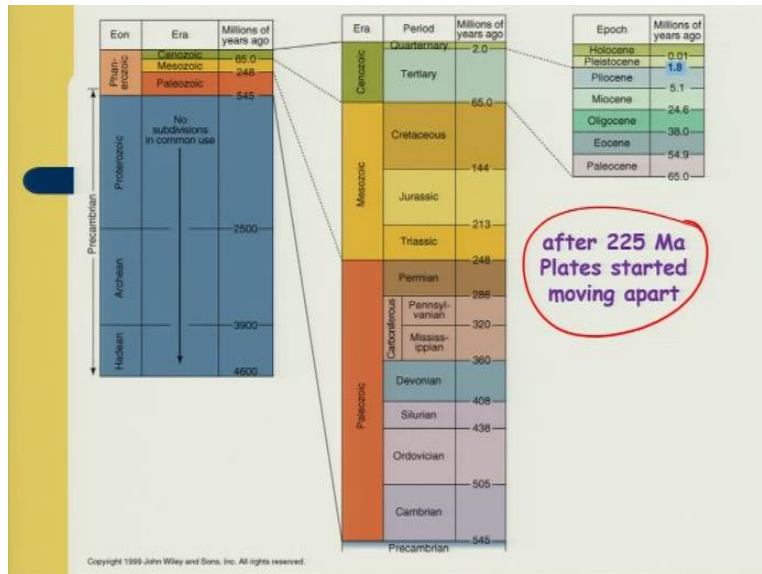 Eon
Era
Millions of
years ago
Phan-
erozoic
Cenozoic
65.0
Mesozoic
248
Paleozoic
545
Precambrian
Proterozoic
No
subdivisions
in common use
2500
Archean
3900
Hadean
4600
Era
Period
Millions of
years ago
Cenozoic
Quarternary
2.0
Tertiary
65.0
Mesozoic
Cretaceous
144
Jurassic
213
Triassic
248
Paleozoic
Permian
286
Carboniferous
Pennsyl-
vanian
320
Mississ-
ippian
360
Devonian
408
Silurian
438
Ordovician
505
Cambrian
545
Precambrian
Epoch
Millions of
years ago
Holocene
0.01
Pleistocene
1.8
Pliocene
5.1
Miocene
24.6
Oligocene
38.0
Eocene
54.9
Paleocene
65.0
after 225 Ma
Plates started
moving apart
Copyright 1999 John Wiley and Sons, Inc. All rights reserved.